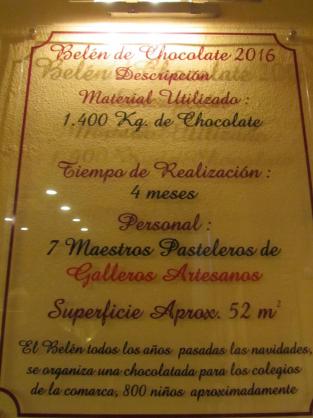 Belén de Chocolate 2016
Descripción
Material Utilizado :
1.400 Kg. de Chocolate
Tiempo de Realización :
4 meses
Personal :
7 Maestros Pasteleros de
Galleros Artesanos
Superficie Aprox. 52 m²
El Belén todos los años pasadas las navidades,
se organiza una chocolatada para los colegios
de la comarca, 800 niños aproximadamente